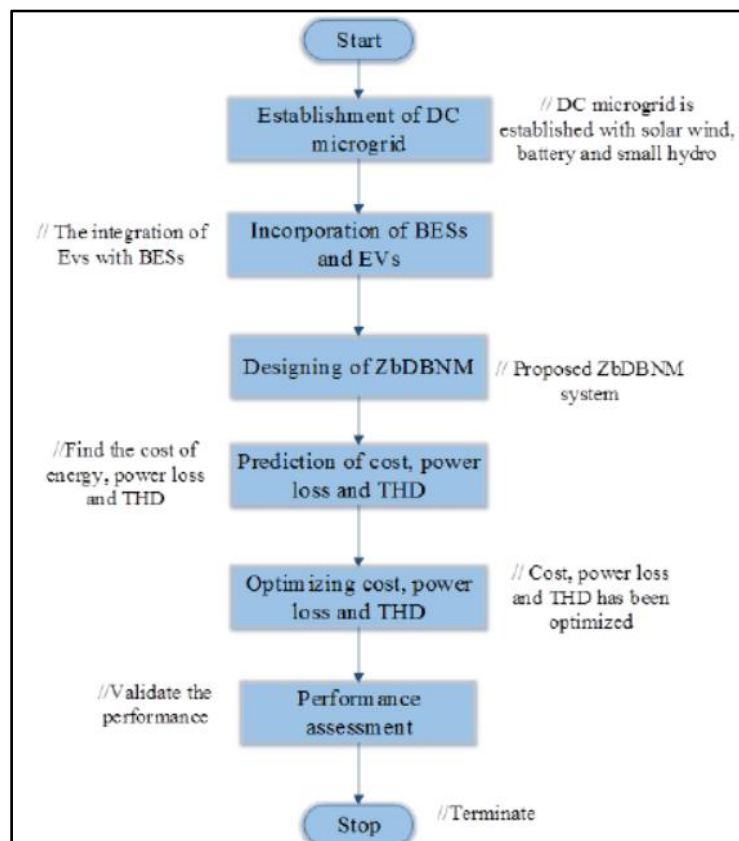 Start
Establishment of DC
microgrid
// DC microgrid is
established with solar wind,
battery and small hydro
// The integration of
Evs with BESs
Incorporation of BESs
and EVs
Designing of ZbDBNM
// Proposed ZbDBNM
system
//Find the cost of
energy, power loss
and THD
Prediction of cost, power
loss and THD
Optimizing cost, power
loss and THD
// Cost, power loss
and THD has been
optimized
//Validate the
performance
Performance
assessment
Stop
//Terminate